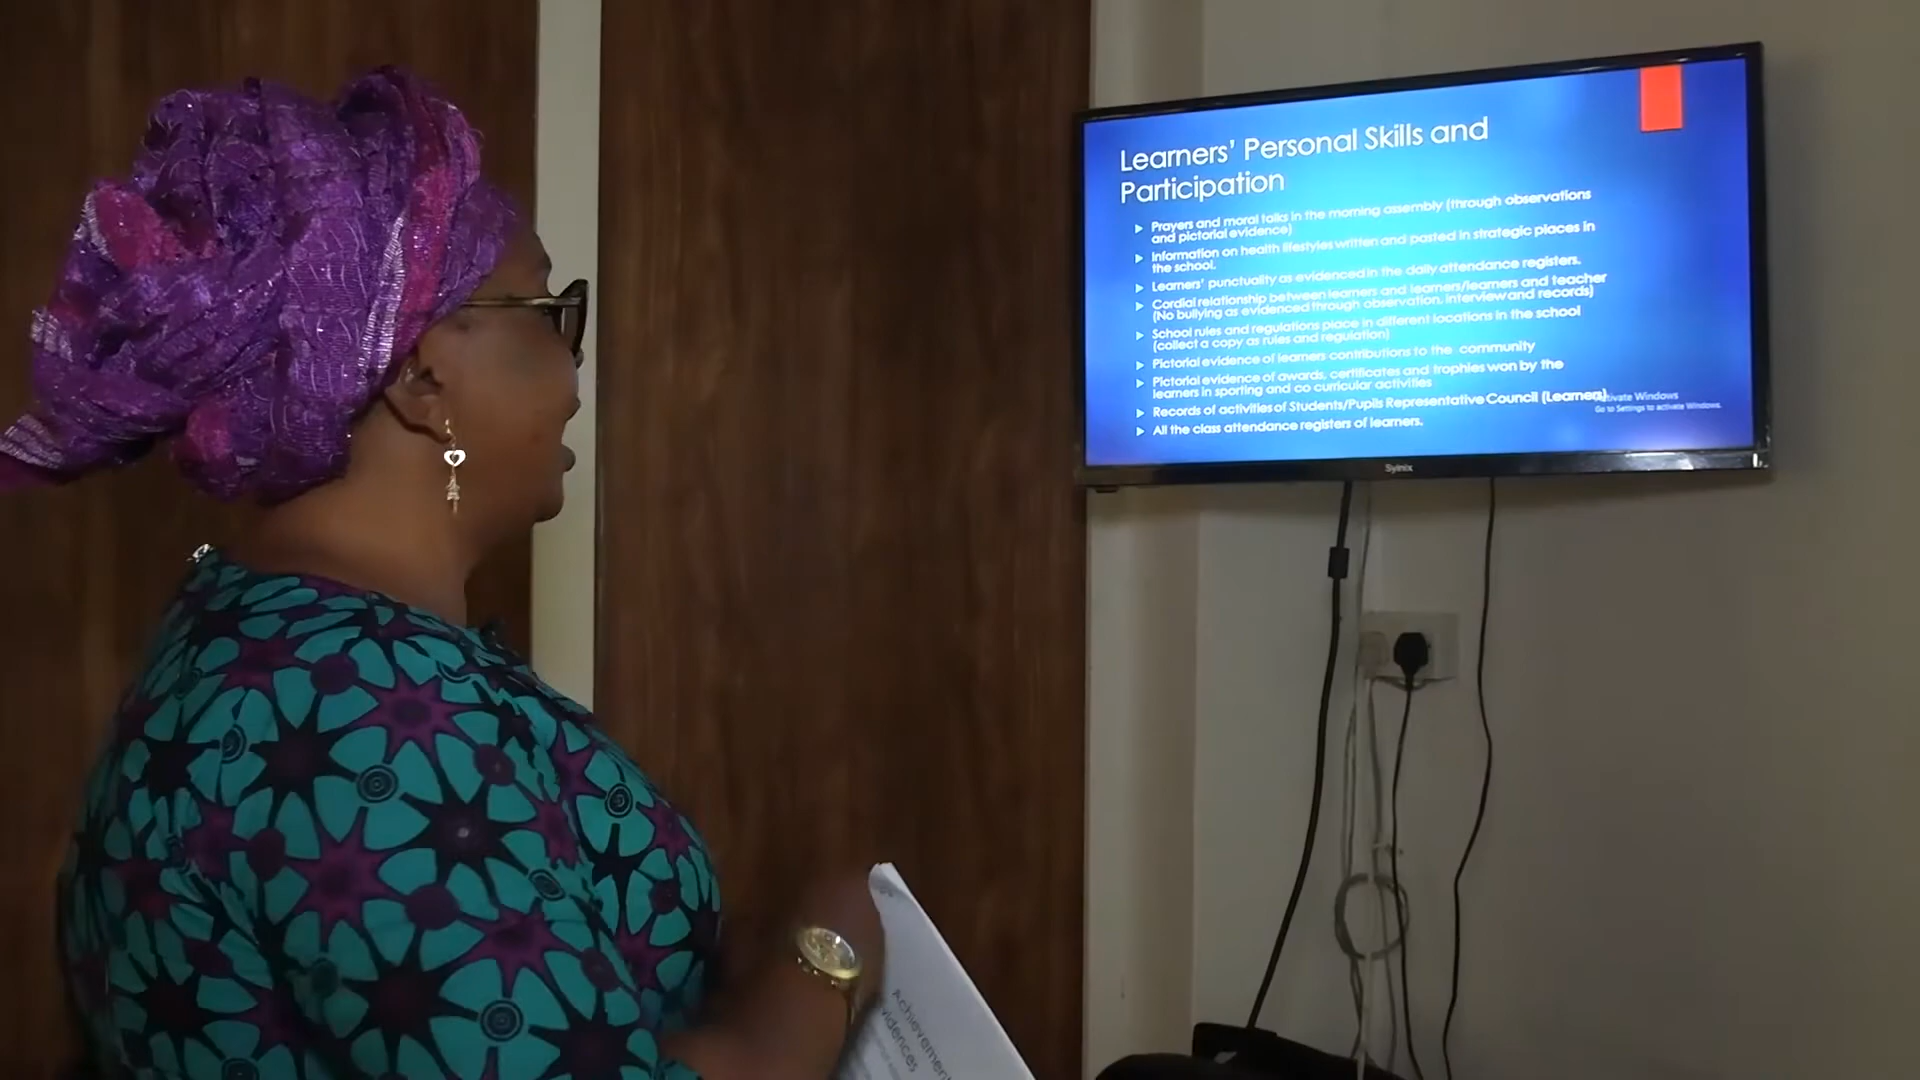 Learners' Personal Skills and
Participation
Prayers and moral talks in the morning assembly (through observations
and pictorial evidence)
Information on health lifestyles written and pasted in strategic places in
the school.
Learners' punctuality as evidenced in the daily attendance registers.
Cordial relationship between learners and learners/learners and teacher
(No bullying as evidenced through observation, interview and records)
School rules and regulations place in different locations in the school
(collect a copy as rules and regulation)
Pictorial evidence of learners contributions to the community
Pictorial evidence of awards, certificates and trophies won by the
learners in sporting and co curricular activities
Records of activities of Students/Pupils Representative Council (Learners)
All the class attendance registers of learners.
Activate Windows
Go to Settings to activate Windows.
Syinix
Achievement